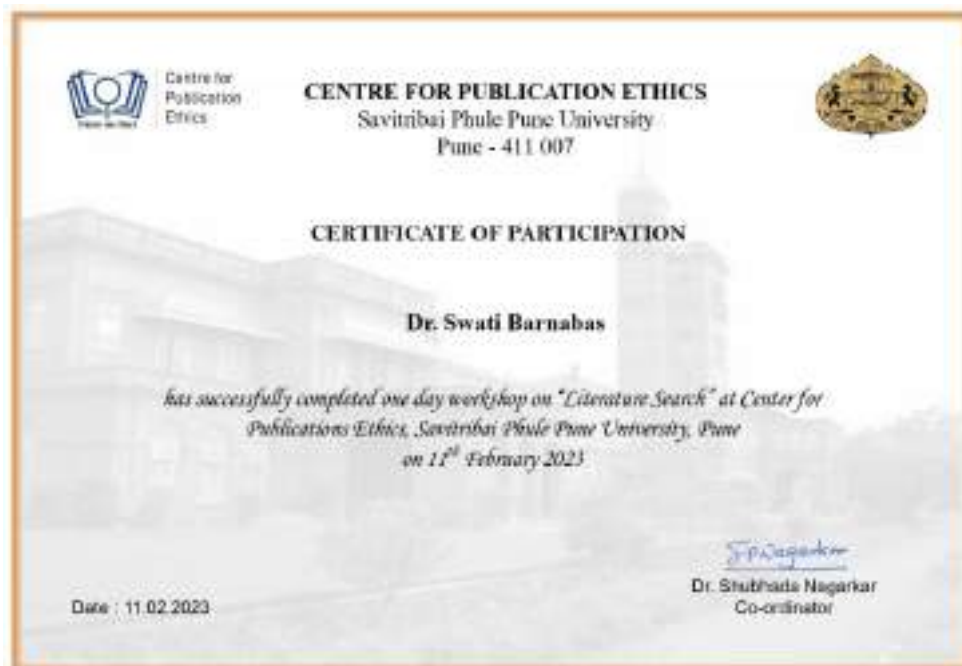 Centre for
Publication
Ethics
CENTRE FOR PUBLICATION ETHICS
Savitribai Phule Pune University
Pune - 411 007
CERTIFICATE OF PARTICIPATION
Dr. Swati Barnabas
has successfully completed one day workshop on "Literature Search" at Center for
Publications Ethics, Savitribai Phule Pune University, Pune
on 11th February 2023
S P Nagarkar
Dr. Shubhada Nagarkar
Co-ordinator
Date : 11.02.2023